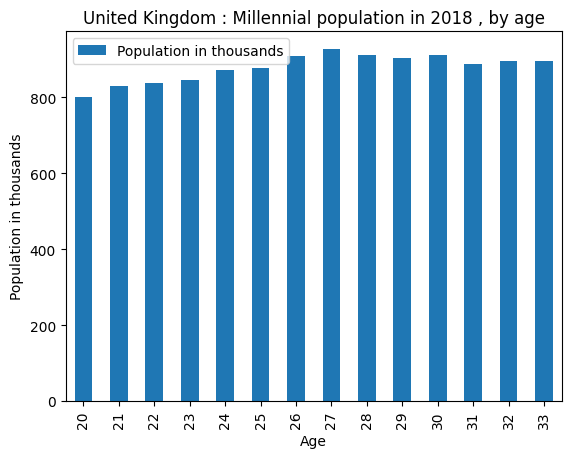 United Kingdom : Millennial population in 2018 , by age
Population in thousands
Population in thousands
800
600
400
200
0
20 21 22 23 24 25 26 27 28 29 30 31 32 33
Age